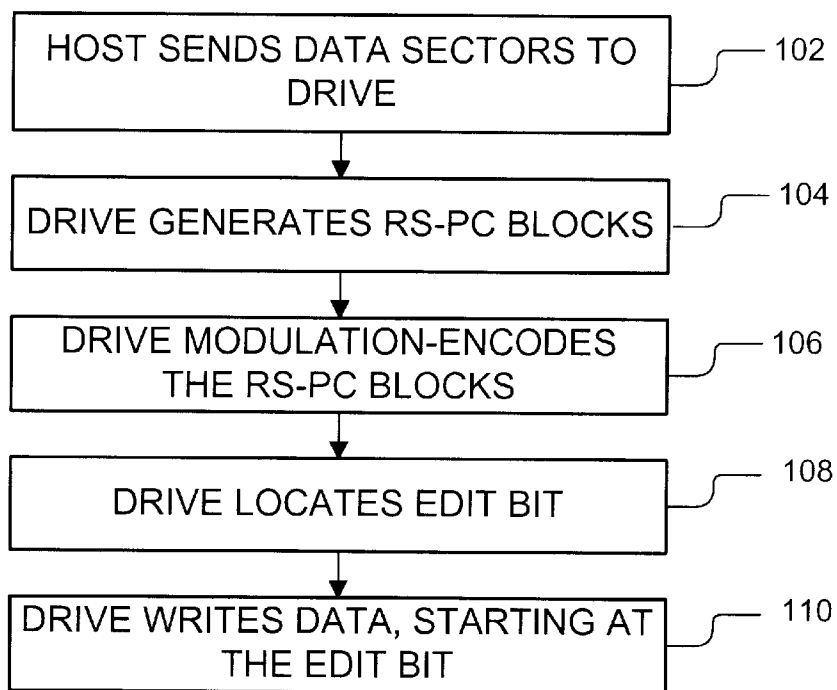 HOST SENDS DATA SECTORS TO
DRIVE
102
DRIVE GENERATES RS-PC BLOCKS
104
DRIVE MODULATION-ENCODES
THE RS-PC BLOCKS
106
DRIVE LOCATES EDIT BIT
108
DRIVE WRITES DATA, STARTING AT
THE EDIT BIT
110